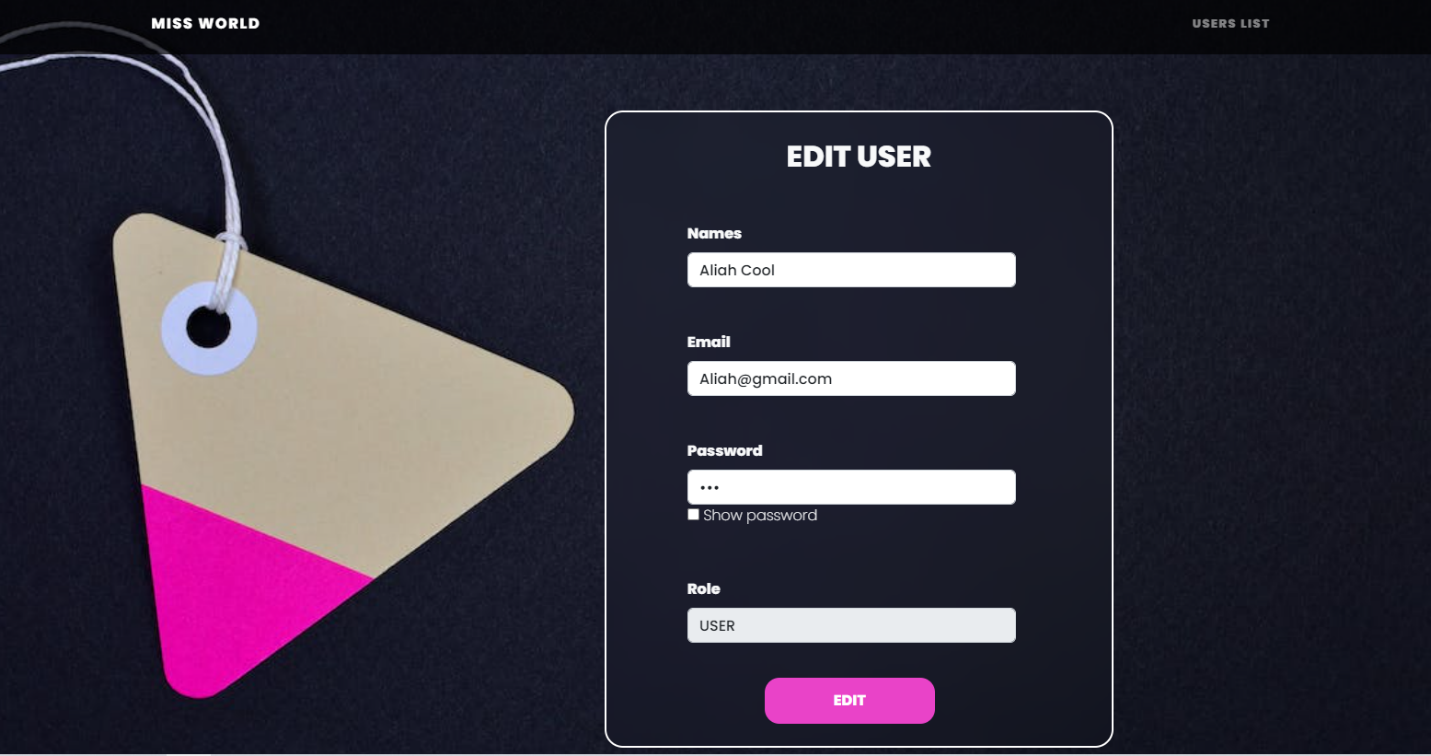 MISS WORLD
USERS LIST
EDIT USER
Names
Aliah Cool
Email
Aliah@gmail.com
Password
•••
Show password
Role
USER
EDIT